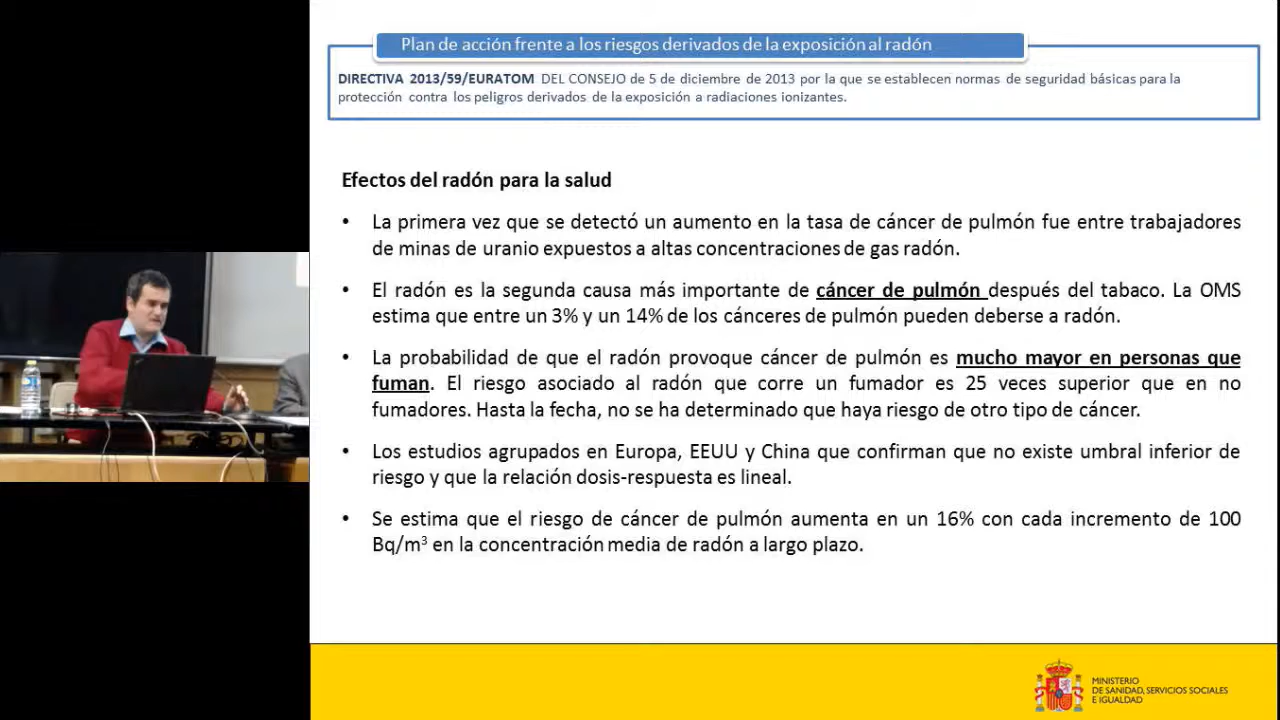 Plan de acción frente a los riesgos derivados de la exposición al radón
DIRECTIVA 2013/59/EURATOM DEL CONSEJO de 5 de diciembre de 2013 por la que se establecen normas de seguridad básicas para la
protección contra los peligros derivados de la exposición a radiaciones ionizantes.
Efectos del radón para la salud
• La primera vez que se detectó un aumento en la tasa de cáncer de pulmón fue entre trabajadores
de minas de uranio expuestos a altas concentraciones de gas radón.
• El radón es la segunda causa más importante de cáncer de pulmón después del tabaco. La OMS
estima que entre un 3% y un 14% de los cánceres de pulmón pueden deberse a radón.
• La probabilidad de que el radón provoque cáncer de pulmón es mucho mayor en personas que
fuman. El riesgo asociado al radón que corre un fumador es 25 veces superior que en no
fumadores. Hasta la fecha, no se ha determinado que haya riesgo de otro tipo de cáncer.
• Los estudios agrupados en Europa, EEUU y China que confirman que no existe umbral inferior de
riesgo y que la relación dosis-respuesta es lineal.
• Se estima que el riesgo de cáncer de pulmón aumenta en un 16% con cada incremento de 100
Bq/m³ en la concentración media de radón a largo plazo.
MINISTERIO
DE SANIDAD, SERVICIOS SOCIALES
E IGUALDAD